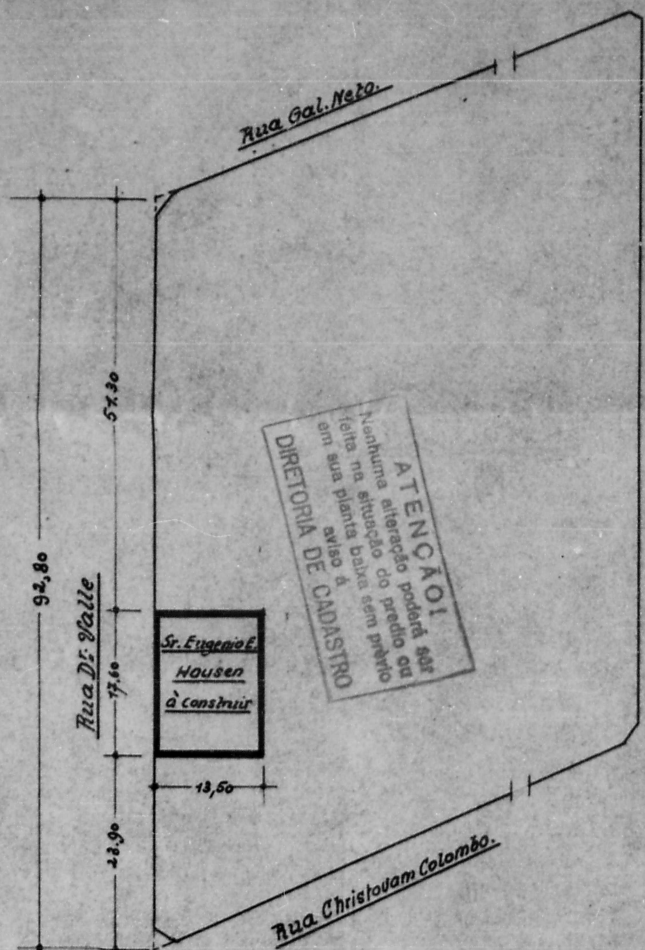 Rua Gal. Neto.
92,80
51.30
Rua Dr. Valle
17,60
Sr. Eugenio E.
Hausen
à construir
13,50
23.90
Rua Christovam Colombo.
ATENÇÃO!
Nenhuma alteração poderá ser
feita na situação do predio ou
em sua planta baixa sem prévio
aviso á
DIRETORIA DE CADASTRO